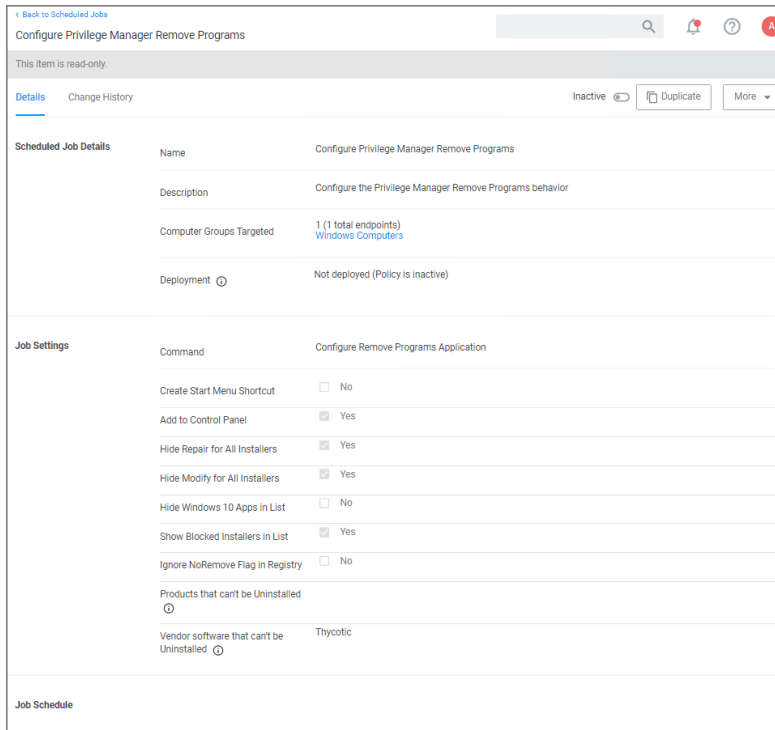 Back to Scheduled Jobs
Configure Privilege Manager Remove Programs
A
This item is read-only.
Details
Change History
Inactive
Duplicate
More
Scheduled Job Details
Name
Configure Privilege Manager Remove Programs
Description
Configure the Privilege Manager Remove Programs behavior
Computer Groups Targeted
1 (1 total endpoints)
Windows Computers
Deployment
Not deployed (Policy is inactive)
Job Settings
Command
Configure Remove Programs Application
Create Start Menu Shortcut
No
Add to Control Panel
Yes
Hide Repair for All Installers
Yes
Hide Modify for All Installers
Yes
Hide Windows 10 Apps in List
No
Show Blocked Installers in List
Yes
Ignore NoRemove Flag in Registry
No
Products that can't be Uninstalled
Vendor software that can't be
Uninstalled
Thycotic
Job Schedule